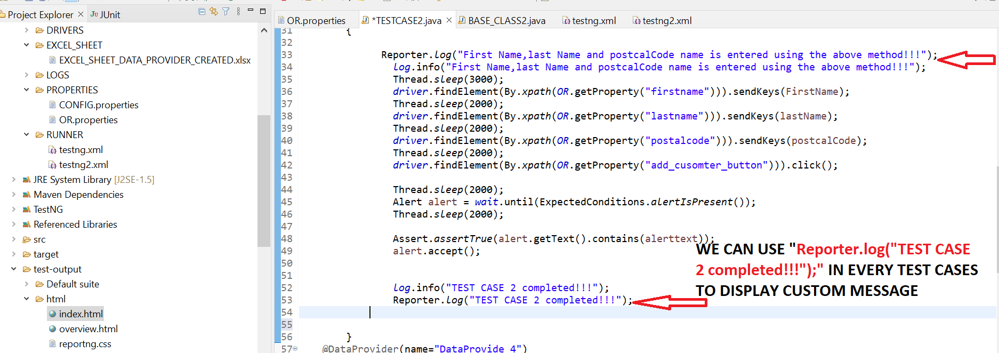 Project Explorer
JUnit
DRIVERS
EXCEL_SHEET
EXCEL_SHEET_DATA_PROVIDER_CREATED.xlsx
LOGS
PROPERTIES
CONFIG.properties
OR.properties
RUNNER
testng.xml
testng2.xml
JRE System Library [J2SE-1.5]
Maven Dependencies
TestNG
Referenced Libraries
src
target
test-output
Default suite
html
index.html
overview.html
reportng.css
OR.properties
*TESTCASE2.java
BASE_CLASS2.java
testng.xml
testng2.xml
31 {
32
33 Reporter.log("First Name,last Name and postcalCode name is entered using the above method!!!");
34 log.info("First Name,last Name and postcalCode name is entered using the above method!!!");
35 Thread.sleep(3000);
36 driver.findElement(By.xpath(OR.getProperty("firstname"))).sendKeys(FirstName);
37 Thread.sleep(2000);
38 driver.findElement(By.xpath(OR.getProperty("lastname"))).sendKeys(lastName);
39 Thread.sleep(2000);
40 driver.findElement(By.xpath(OR.getProperty("postalcode"))).sendKeys(postcalCode);
41 Thread.sleep(2000);
42 driver.findElement(By.xpath(OR.getProperty("add_cusomter_button"))).click();
43
44 Thread.sleep(2000);
45 Alert alert = wait.until(ExpectedConditions.alertIsPresent());
46 Thread.sleep(2000);
47
48 Assert.assertTrue(alert.getText().contains(alerttext));
49 alert.accept();
50
51
52 log.info("TEST CASE 2 completed!!!");
53 Reporter.log("TEST CASE 2 completed!!!");
54
55
56 }
57 @DataProvider(name="DataProvide 4")
WE CAN USE "Reporter.log("TEST CASE
2 completed!!!");" IN EVERY TEST CASES
TO DISPLAY CUSTOM MESSAGE